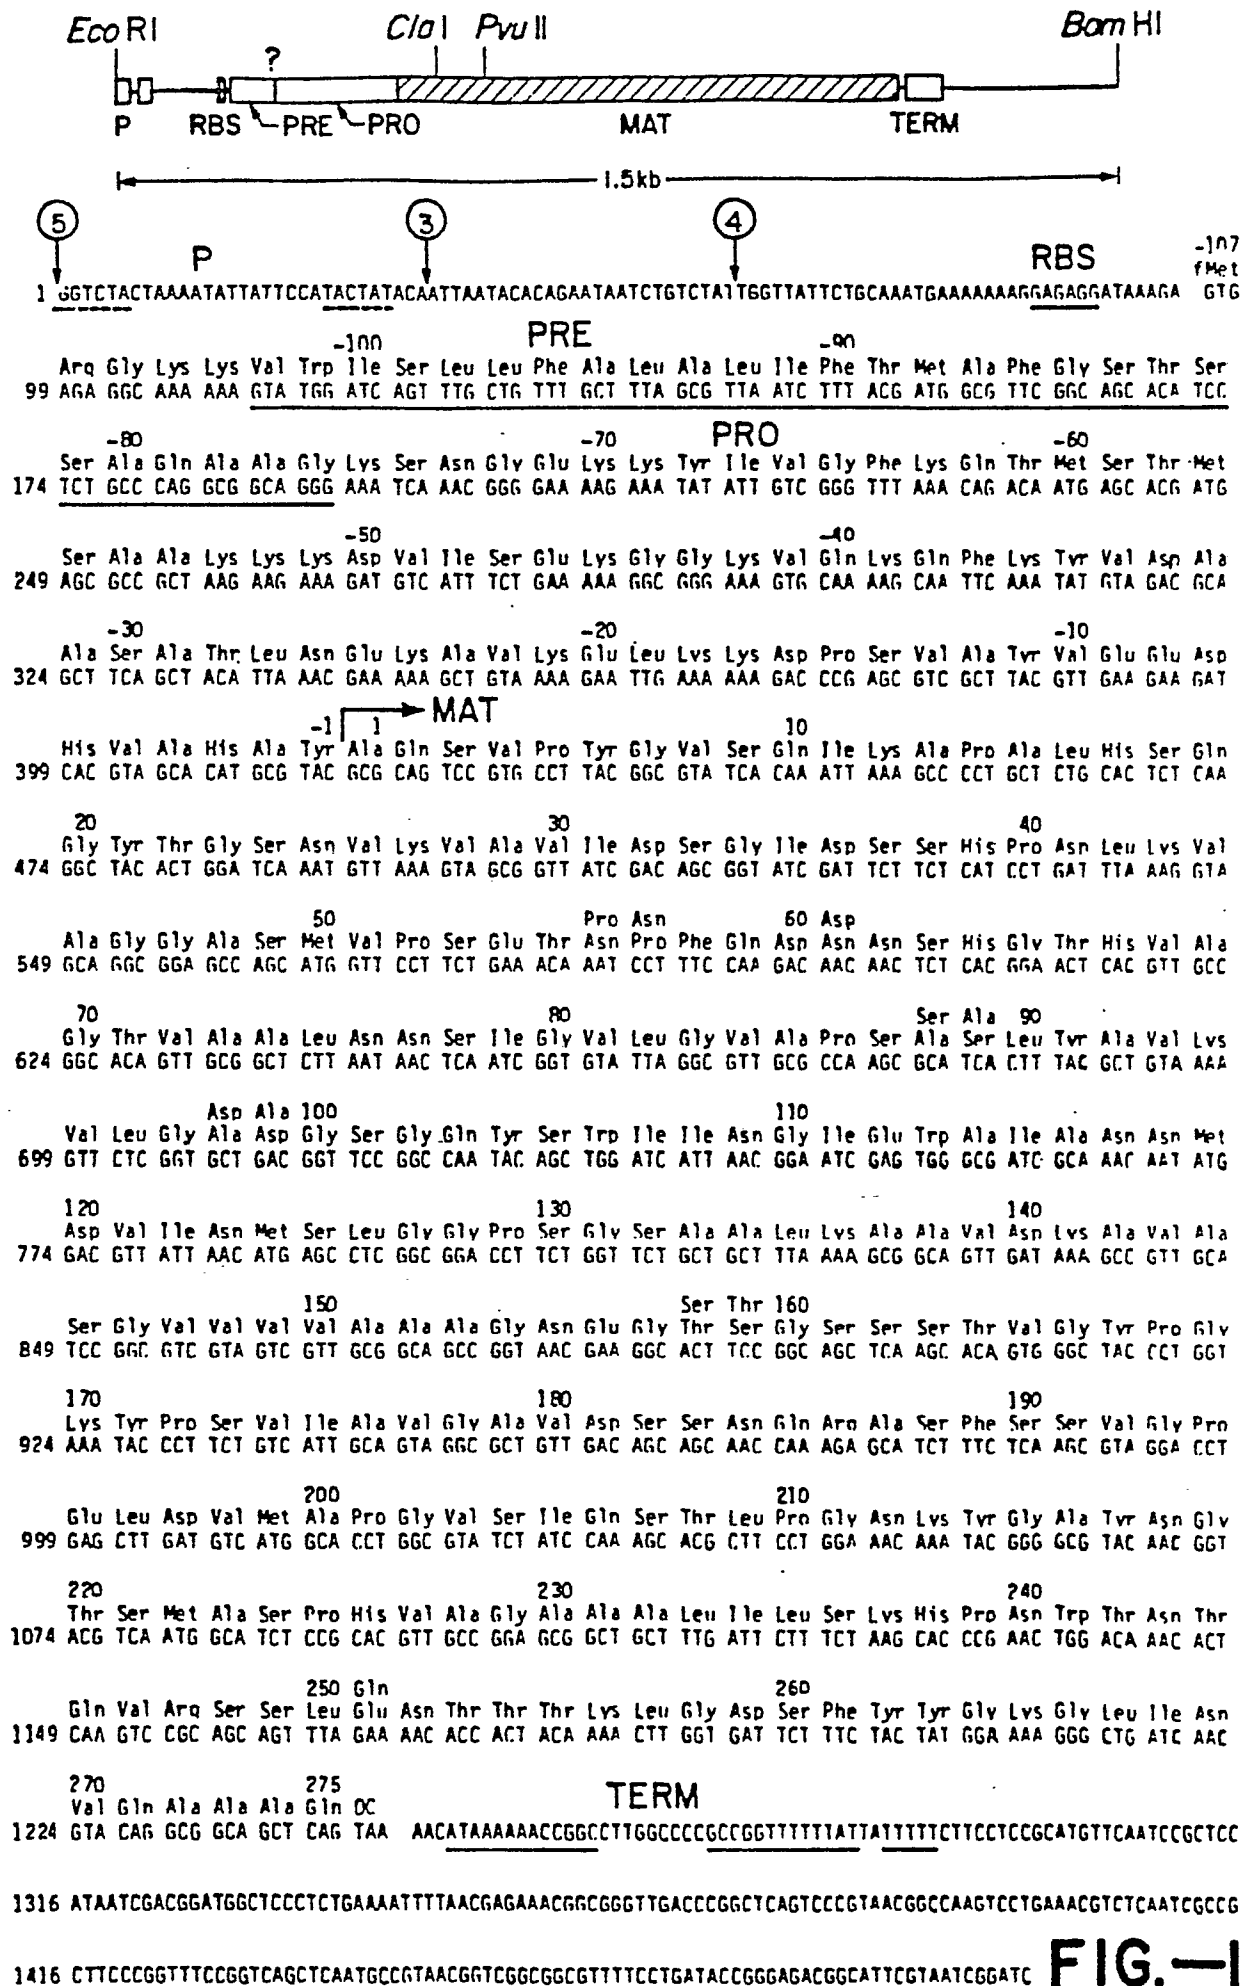 Eco RI Cla I Pvu II Bam HI
?
P RBS PRE PRO MAT TERM
1.5kb
5 3 4
P RBS -107
fMet
1 GGTCTACTAAAATATTATTCCATACTATACAATTAATACACAGAATAATCTGTCTATTGGTTATTCTGCAAATGAAAAAAAGGAGAGGATAAAGA GTG
-100 PRE -90
Arg Gly Lys Lys Val Trp Ile Ser Leu Leu Phe Ala Leu Ala Leu Ile Phe Thr Met Ala Phe Gly Ser Thr Ser
99 AGA GGC AAA AAA GTA TGG ATC AGT TTG CTG TTT GCT TTA GCG TTA ATC TTT ACG ATG GCG TTC GGC AGC ACA TCC
-80 -70 PRO -60
Ser Ala Gln Ala Ala Gly Lys Ser Asn Gly Glu Lys Lys Tyr Ile Val Gly Phe Lys Gln Thr Met Ser Thr Met
174 TCT GCC CAG GCG GCA GGG AAA TCA AAC GGG GAA AAG AAA TAT ATT GTC GGG TTT AAA CAG ACA ATG AGC ACG ATG
-50 -40
Ser Ala Ala Lys Lys Lys Asp Val Ile Ser Glu Lys Gly Gly Lys Val Gln Lys Gln Phe Lys Tyr Val Asp Ala
249 AGC GCC GCT AAG AAG AAA GAT GTC ATT TCT GAA AAA GGC GGG AAA GTG CAA AAG CAA TTC AAA TAT GTA GAC GCA
-30 -20 -10
Ala Ser Ala Thr Leu Asn Glu Lys Ala Val Lys Glu Leu Lys Lys Asp Pro Ser Val Ala Tyr Val Glu Glu Asp
324 GCT TCA GCT ACA TTA AAC GAA AAA GCT GTA AAA GAA TTG AAA AAA GAC CCG AGC GTC GCT TAC GTT GAA GAA GAT
-1 1 MAT 10
His Val Ala His Ala Tyr Ala Gln Ser Val Pro Tyr Gly Val Ser Gln Ile Lys Ala Pro Ala Leu His Ser Gln
399 CAC GTA GCA CAT GCG TAC GCG CAG TCC GTG CCT TAC GGC GTA TCA CAA ATT AAA GCC CCT GCT CTG CAC TCT CAA
20 30 40
Gly Tyr Thr Gly Ser Asn Val Lys Val Ala Val Ile Asp Ser Gly Ile Asp Ser Ser His Pro Asn Leu Lys Val
474 GGC TAC ACT GGA TCA AAT GTT AAA GTA GCG GTT ATC GAC AGC GGT ATC GAT TCT TCT CAT CCT GAT TTA AAG GTA
50 Pro Asn 60 Asp
Ala Gly Gly Ala Ser Met Val Pro Ser Glu Thr Asn Pro Phe Gln Asn Asn Asn Ser His Gly Thr His Val Ala
549 GCA GGC GGA GCC AGC ATG GTT CCT TCT GAA ACA AAT CCT TTC CAA GAC AAC AAC TCT CAC GGA ACT CAC GTT GCC
70 80 Ser Ala 90
Gly Thr Val Ala Ala Leu Asn Asn Ser Ile Gly Val Leu Gly Val Ala Pro Ser Ala Ser Leu Tyr Ala Val Lys
624 GGC ACA GTT GCG GCT CTT AAT AAC TCA ATC GGT GTA TTA GGC GTT GCG CCA AGC GCA TCA CTT TAC GCT GTA AAA
Asp Ala 100 110
Val Leu Gly Ala Asp Gly Ser Gly Gln Tyr Ser Trp Ile Ile Asn Gly Ile Glu Trp Ala Ile Ala Asn Asn Met
699 GTT CTC GGT GCT GAC GGT TCC GGC CAA TAC AGC TGG ATC ATT AAC GGA ATC GAG TGG GCG ATC GCA AAC AAT ATG
120 130 140
Asp Val Ile Asn Met Ser Leu Gly Gly Pro Ser Gly Ser Ala Ala Leu Lys Ala Ala Val Asn Lys Ala Val Ala
774 GAC GTT ATT AAC ATG AGC CTC GGC GGA CCT TCT GGT TCT GCT GCT TTA AAA GCG GCA GTT GAT AAA GCC GTT GCA
150 Ser Thr 160
Ser Gly Val Val Val Val Ala Ala Ala Gly Asn Glu Gly Thr Ser Gly Ser Ser Ser Thr Val Gly Tyr Pro Gly
849 TCC GGC GTC GTA GTC GTT GCG GCA GCC GGT AAC GAA GGC ACT TCC GGC AGC TCA AGC ACA GTG GGC TAC CCT GGT
170 180 190
Lys Tyr Pro Ser Val Ile Ala Val Gly Ala Val Asp Ser Ser Asn Gln Arg Ala Ser Phe Ser Ser Val Gly Pro
924 AAA TAC CCT TCT GTC ATT GCA GTA GGC GCT GTT GAC AGC AGC AAC CAA AGA GCA TCT TTC TCA AGC GTA GGA CCT
200 210
Glu Leu Asp Val Met Ala Pro Gly Val Ser Ile Gln Ser Thr Leu Pro Gly Asn Lys Tyr Gly Ala Tyr Asn Gly
999 GAG CTT GAT GTC ATG GCA CCT GGC GTA TCT ATC CAA AGC ACG CTT CCT GGA AAC AAA TAC GGG GCG TAC AAC GGT
220 230 240
Thr Ser Met Ala Ser Pro His Val Ala Gly Ala Ala Ala Leu Ile Leu Ser Lys His Pro Asn Trp Thr Asn Thr
1074 ACG TCA ATG GCA TCT CCG CAC GTT GCC GGA GCG GCT GCT TTG ATT CTT TCT AAG CAC CCG AAC TGG ACA AAC ACT
250 Gln 260
Gln Val Arg Ser Ser Leu Glu Asn Thr Thr Thr Lys Leu Gly Asp Ser Phe Tyr Tyr Gly Lys Gly Leu Ile Asn
1149 CAA GTC CGC AGC AGT TTA GAA AAC ACC ACT ACA AAA CTT GGT GAT TCT TTC TAC TAT GGA AAA GGG CTG ATC AAC
270 275 TERM
Val Gln Ala Ala Ala Gln OC
1224 GTA CAG GCG GCA GCT CAG TAA AACATAAAAAACCGGCCTTGGCCCCGCCGGTTTTTTATTATTTTTCTTCCTCCGCATGTTCAATCCGCTCC
1316 ATAATCGACGGATGGCTCCCTCTGAAAATTTTAACGAGAAACGGCGGGTTGACCCGGCTCAGTCCCGTAACGGCCAAGTCCTGAAACGTCTCAATCGCCG
1416 CTTCCCGGTTTCCGGTCAGCTCAATGCCGTAACGGTCGGCGGCGTTTTCCTGATACCGGGAGACGGCATTCGTAATCGGATC
FIG.—1